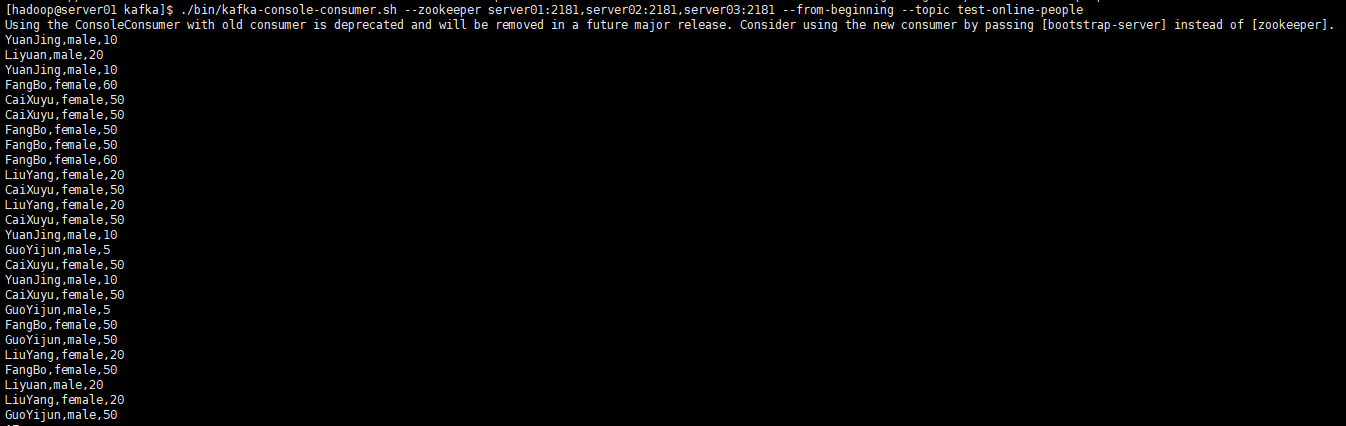 [hadoop@server01 kafka]$ ./bin/kafka-console-consumer.sh --zookeeper server01:2181,server02:2181,server03:2181 --from-beginning --topic test-online-people
Using the ConsoleConsumer with old consumer is deprecated and will be removed in a future major release. Consider using the new consumer by passing [bootstrap-server] instead of [zookeeper].
YuanJing,male,10
Liyuan,male,20
YuanJing,male,10
FangBo,female,60
CaiXuyu,female,50
CaiXuyu,female,50
FangBo,female,50
FangBo,female,50
FangBo,female,60
LiuYang,female,20
CaiXuyu,female,50
LiuYang,female,20
CaiXuyu,female,50
YuanJing,male,10
GuoYijun,male,5
CaiXuyu,female,50
YuanJing,male,10
CaiXuyu,female,50
GuoYijun,male,5
FangBo,female,50
GuoYijun,male,50
LiuYang,female,20
FangBo,female,50
Liyuan,male,20
LiuYang,female,20
GuoYijun,male,50